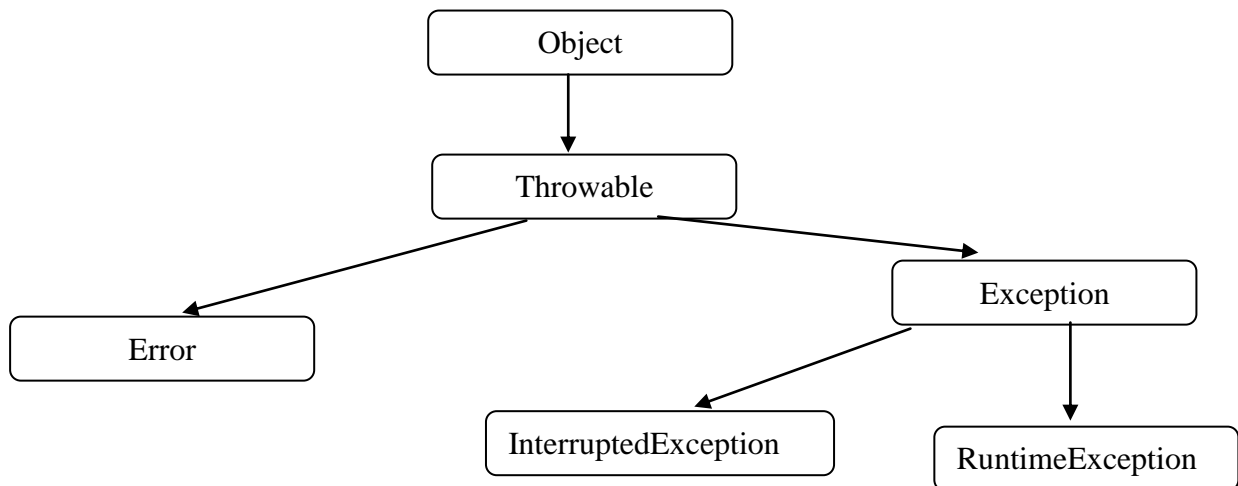 Object
Throwable
Exception
Error
InterruptedException
RuntimeException